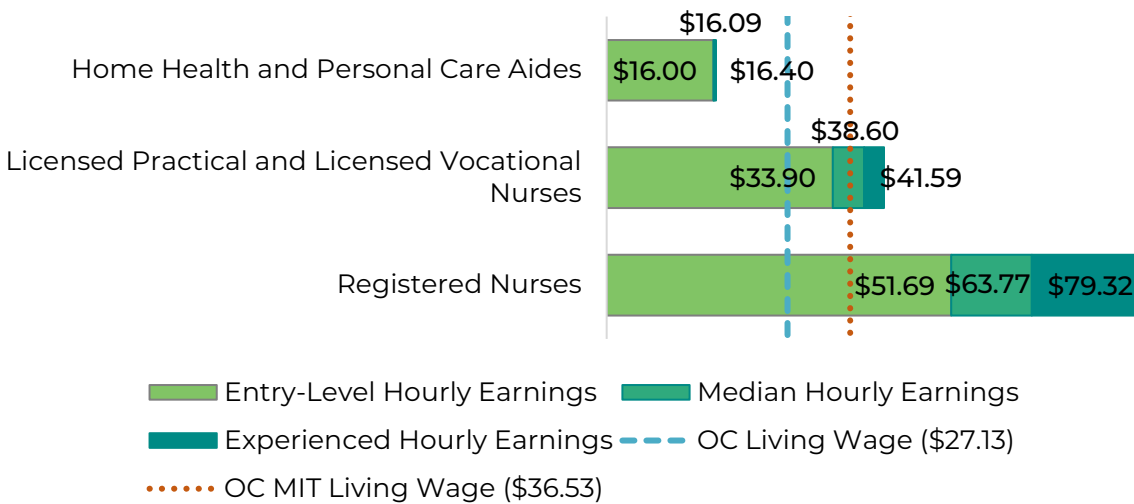 $16.09
Home Health and Personal Care Aides
$16.00
$16.40
$38.60
Licensed Practical and Licensed Vocational
Nurses
$33.90
$41.59
Registered Nurses
$51.69
$63.77
$79.32
Entry-Level Hourly Earnings
Median Hourly Earnings
Experienced Hourly Earnings
OC Living Wage ($27.13)
OC MIT Living Wage ($36.53)